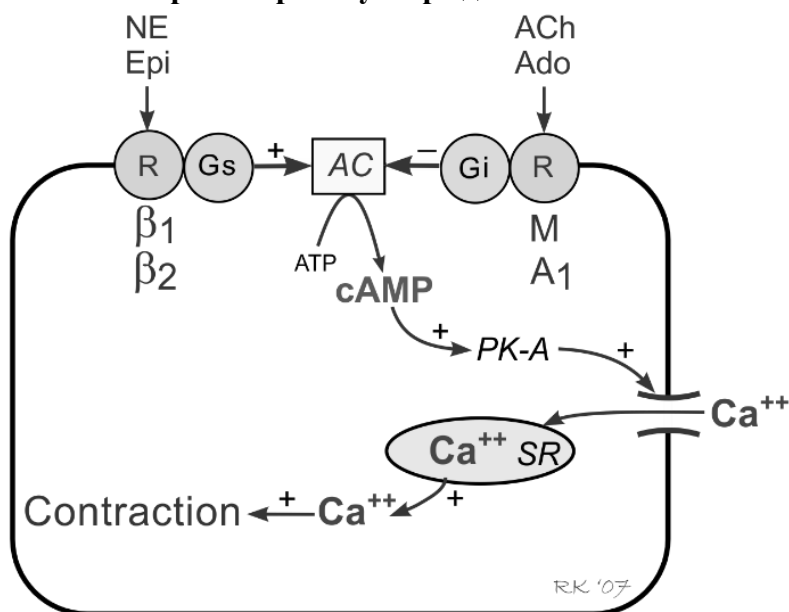 NE
Epi
ACh
Ado
R
Gs
+
AC
−
Gi
R
β1
β2
M
A1
ATP
cAMP
+
PK-A
+
Ca++
Ca++ SR
+
Contraction
+
Ca++
RK '07